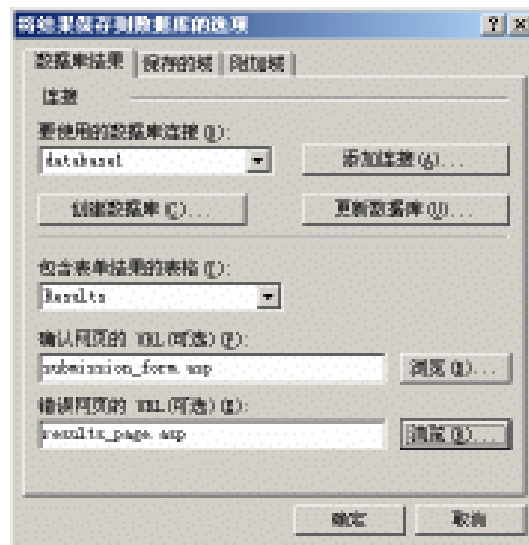 将结果保存到数据库的选项
数据库结果 保存的域 附加域
连接
要使用的数据库连接(D):
database1 添加连接(A)...
创建数据库(C)... 更新数据库(U)...
包含表单结果的表格(T):
Results
确认网页的 URL(可选)(P):
submission_form.asp 浏览(B)...
错误网页的 URL(可选)(E):
results_page.asp 浏览(R)...
确定 取消